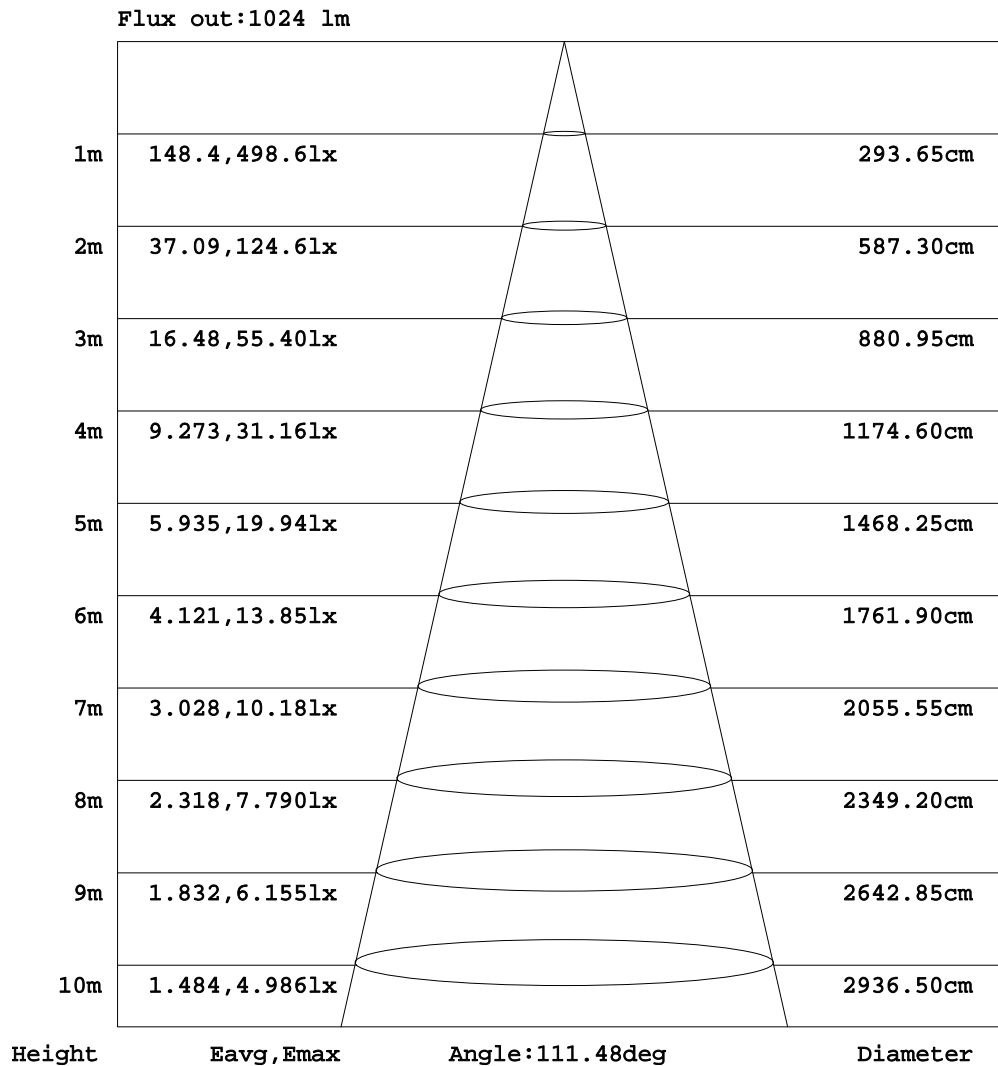 Flux out:1024 lm
1m 148.4,498.6lx 293.65cm
2m 37.09,124.6lx 587.30cm
3m 16.48,55.40lx 880.95cm
4m 9.273,31.16lx 1174.60cm
5m 5.935,19.94lx 1468.25cm
6m 4.121,13.85lx 1761.90cm
7m 3.028,10.18lx 2055.55cm
8m 2.318,7.790lx 2349.20cm
9m 1.832,6.155lx 2642.85cm
10m 1.484,4.986lx 2936.50cm
Height Eavg,Emax Angle:111.48deg Diameter